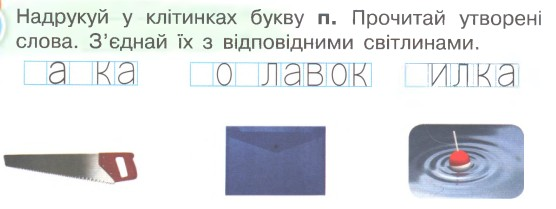 Надрукуй у клітинках букву п. Прочитай утворені
слова. З’єднай їх з відповідними світлинами.
а ка о лавок илка